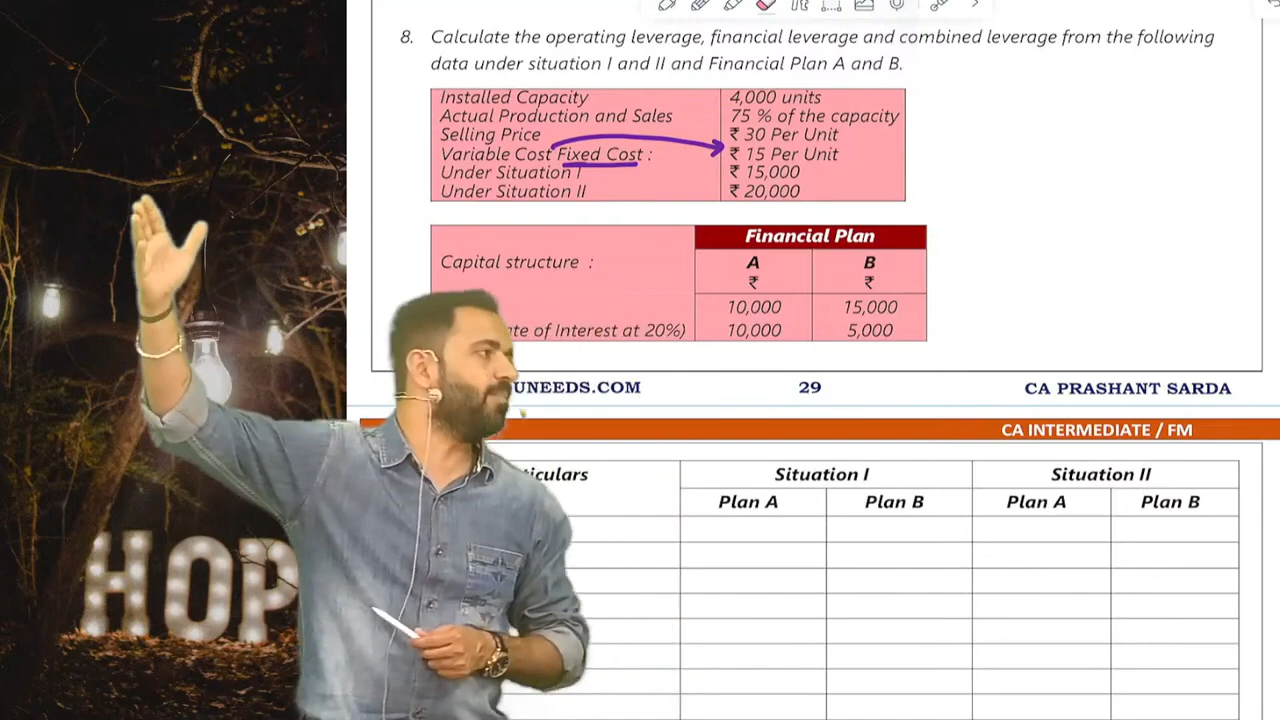 8. Calculate the operating leverage, financial leverage and combined leverage from the following
data under situation I and II and Financial Plan A and B.
Installed Capacity 4,000 units
Actual Production and Sales 75 % of the capacity
Selling Price ₹ 30 Per Unit
Variable Cost Fixed Cost : ₹ 15 Per Unit
Under Situation I ₹ 15,000
Under Situation II ₹ 20,000
Financial Plan
Capital structure : A B
₹ ₹
10,000 15,000
of Interest at 20%) 10,000 5,000
UNEEDS.COM 29 CA PRASHANT SARDA
CA INTERMEDIATE / FM
Situation I Situation II
Plan A Plan B Plan A Plan B
HOP